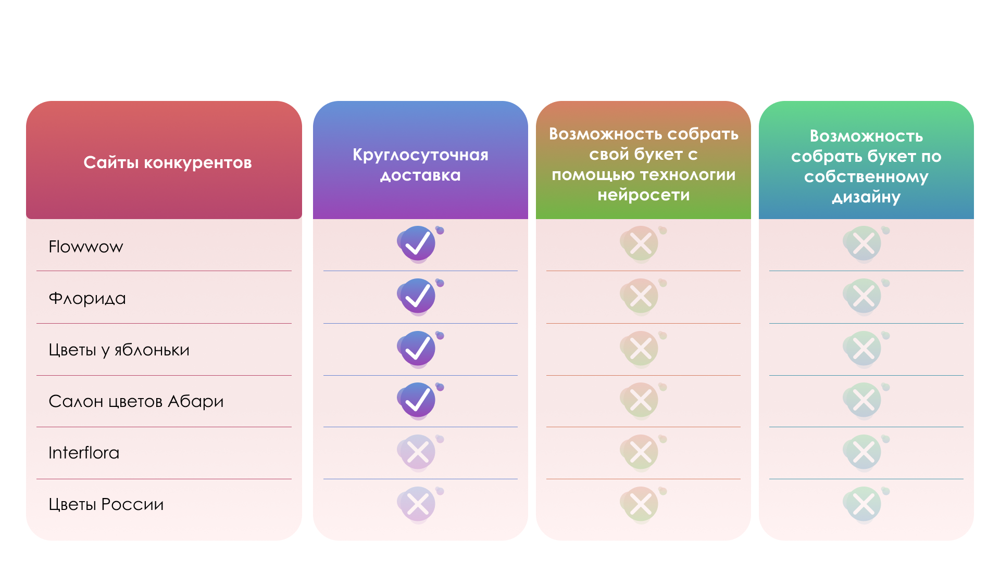 Сайты конкурентов
Круглосуточная
доставка
Возможность собрать
свой букет с
помощью технологии
нейросети
Возможность
собрать букет по
собственному
дизайну
Flowwow
Флорида
Цветы у яблоньки
Салон цветов Абари
Interflora
Цветы России